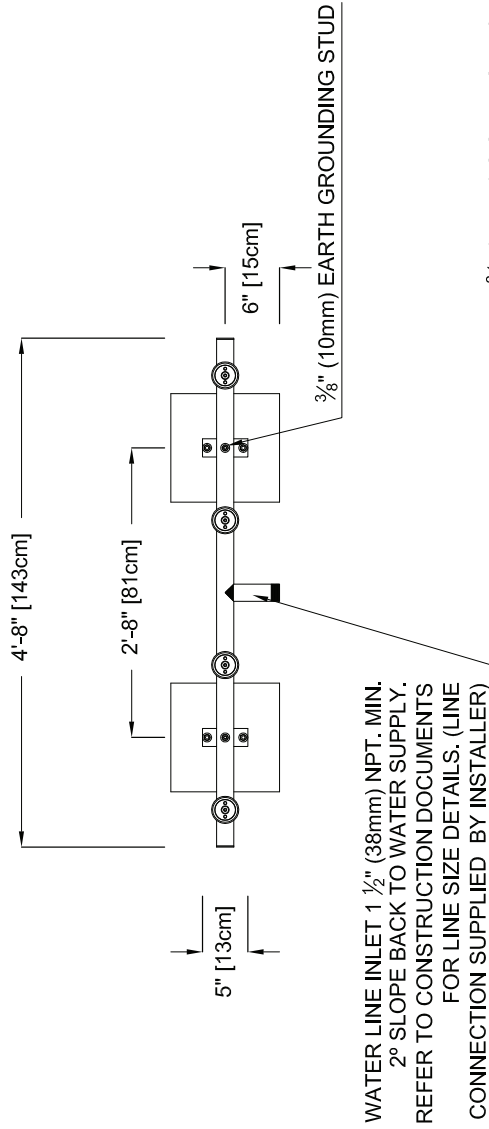 4'-8" [143cm]
2'-8" [81cm]
6" [15cm]
5" [13cm]
3/8" (10mm) EARTH GROUNDING STUD
WATER LINE INLET 1 1/2" (38mm) NPT. MIN.
2º SLOPE BACK TO WATER SUPPLY.
REFER TO CONSTRUCTION DOCUMENTS
FOR LINE SIZE DETAILS. (LINE
CONNECTION SUPPLIED BY INSTALLER)